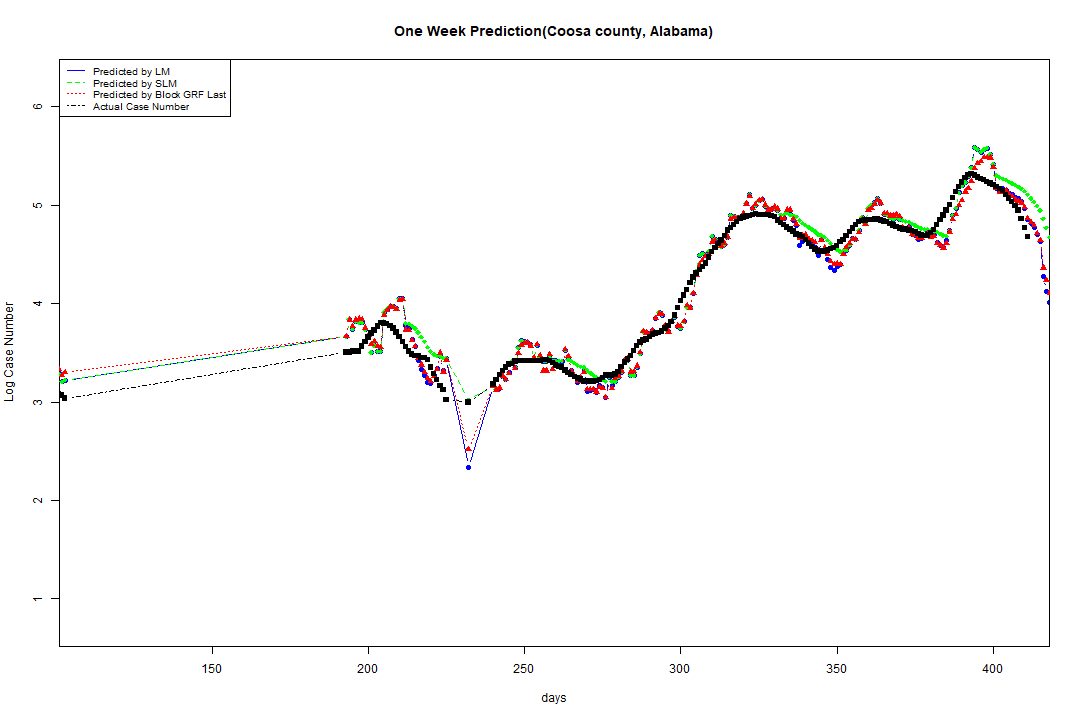 One Week Prediction(Coosa county, Alabama)
Predicted by LM
Predicted by SLM
Predicted by Block GRF Last
Actual Case Number
Log Case Number
6
5
4
3
2
1
150 200 250 300 350 400
days